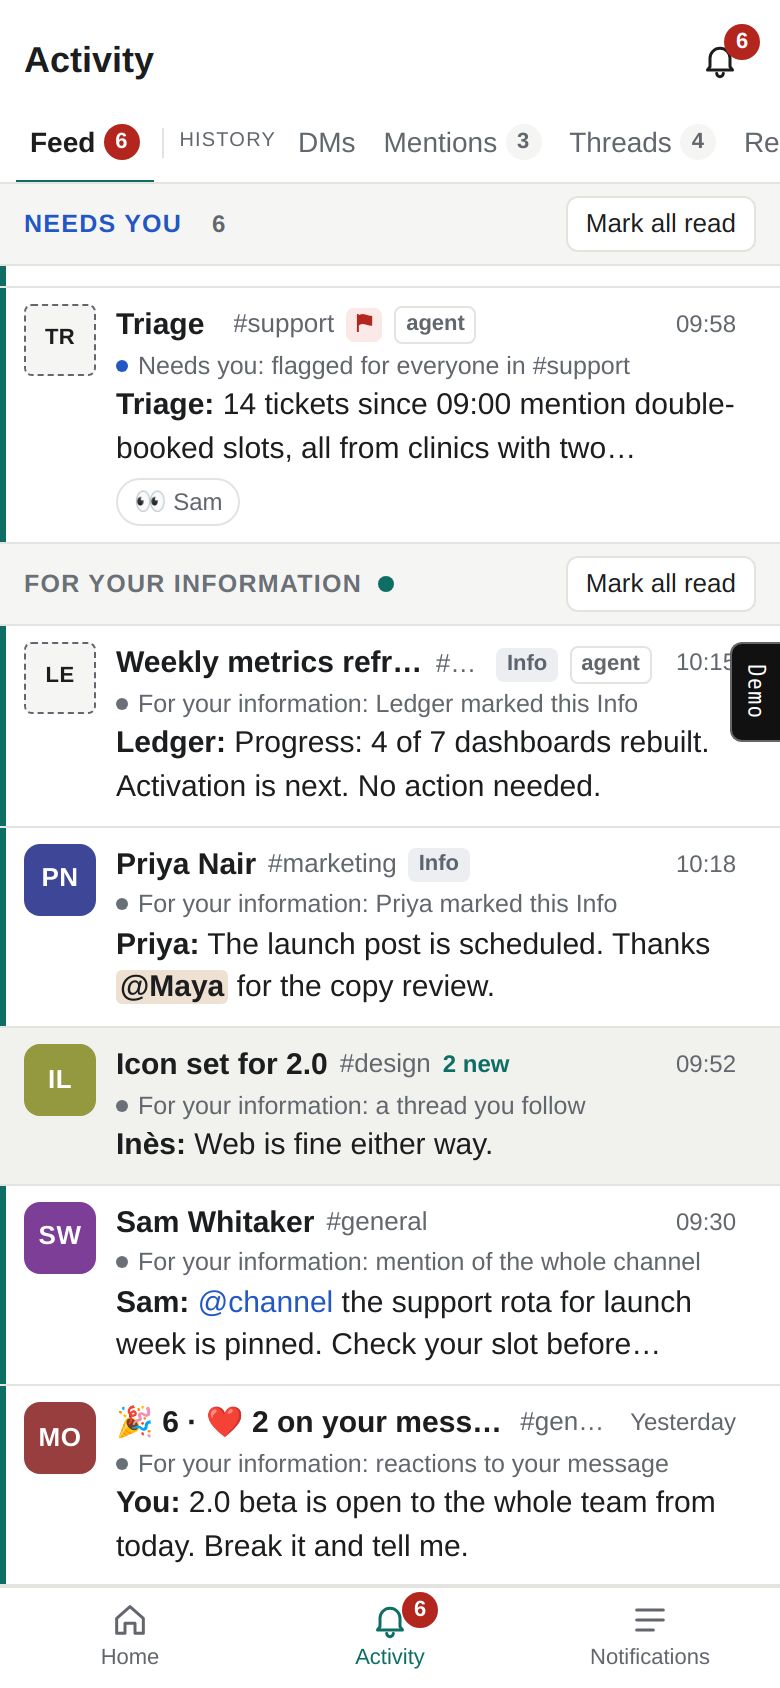 Activity
6
Feed 6 HISTORY DMs Mentions 3 Threads 4 Re
NEEDS YOU 6 Mark all read
TR
Triage #support agent 09:58
Needs you: flagged for everyone in #support
Triage: 14 tickets since 09:00 mention double-
booked slots, all from clinics with two…
👀 Sam
FOR YOUR INFORMATION Mark all read
LE
Weekly metrics refr… #… Info agent 10:15
Demo
For your information: Ledger marked this Info
Ledger: Progress: 4 of 7 dashboards rebuilt.
Activation is next. No action needed.
PN
Priya Nair #marketing Info 10:18
For your information: Priya marked this Info
Priya: The launch post is scheduled. Thanks
@Maya for the copy review.
IL
Icon set for 2.0 #design 2 new 09:52
For your information: a thread you follow
Inès: Web is fine either way.
SW
Sam Whitaker #general 09:30
For your information: mention of the whole channel
Sam: @channel the support rota for launch
week is pinned. Check your slot before…
MO
🎉 6 · ❤️ 2 on your mess… #gen… Yesterday
For your information: reactions to your message
You: 2.0 beta is open to the whole team from
today. Break it and tell me.
6
Home Activity Notifications